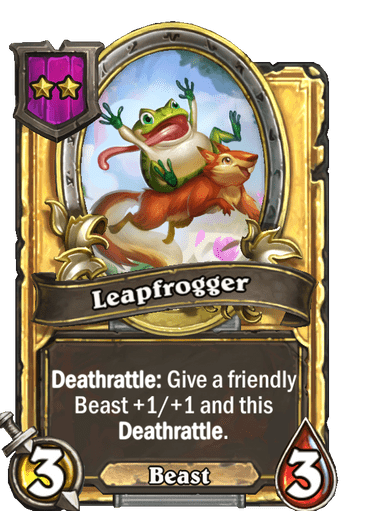 Leapfrogger
Deathrattle: Give a friendly
Beast +1/+1 and this
Deathrattle.
3
Beast
3